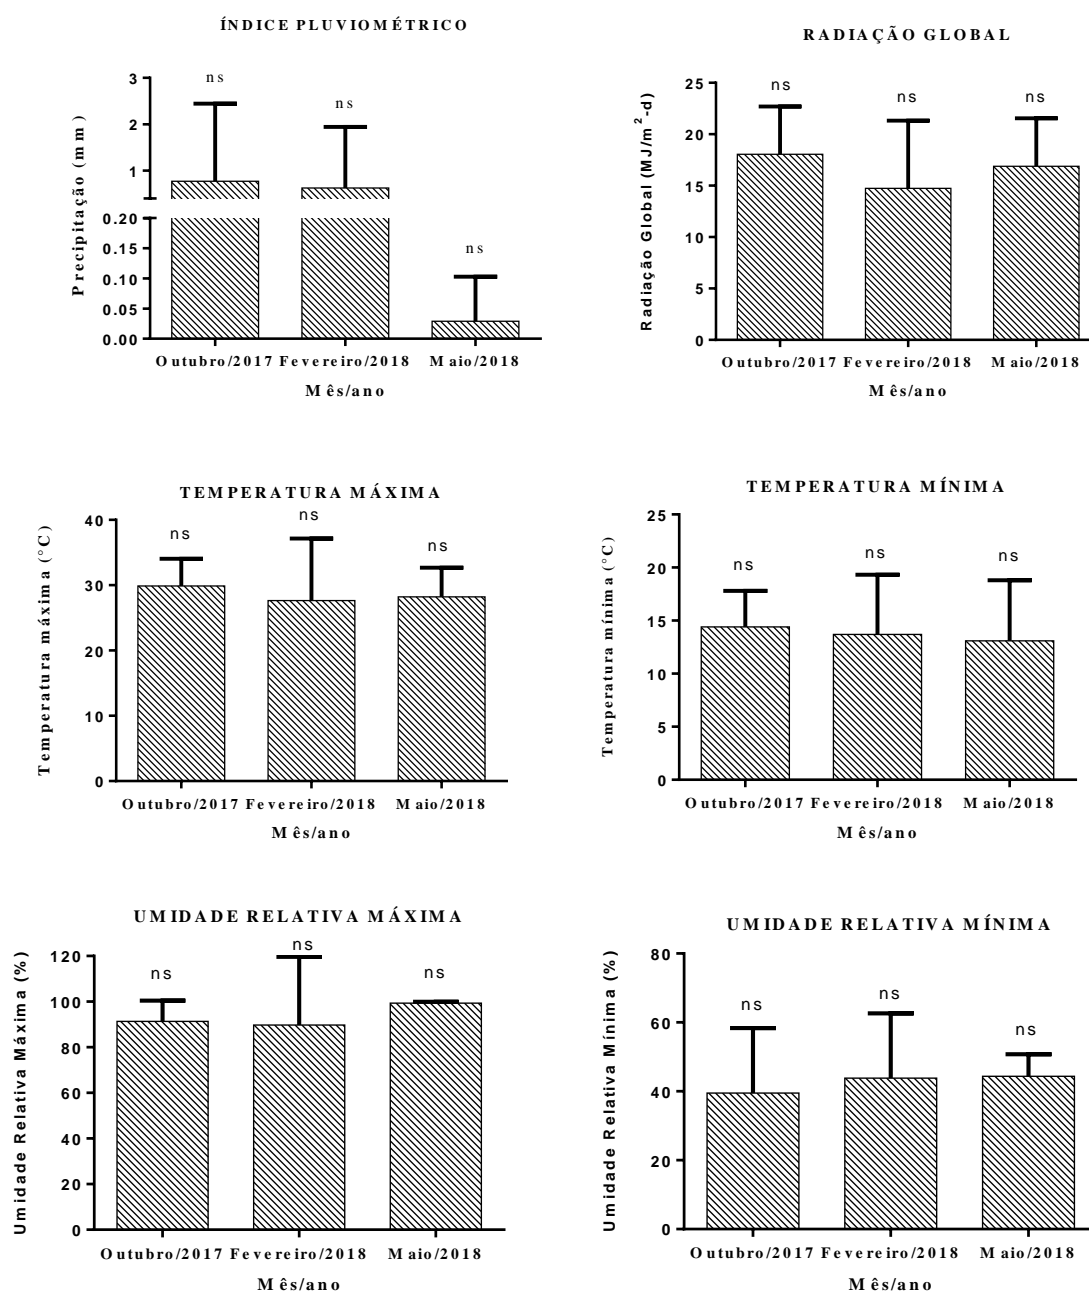 ÍNDICE PLUVIOMÉTRICO
Precipitação (mm)
3
2
1
0.20
0.15
0.10
0.05
0.00
ns
ns
ns
Outubro/2017 Fevereiro/2018 Maio/2018
Mês/ano
RADIAÇÃO GLOBAL
Radiação Global (MJ/m²-d)
25
20
15
10
5
0
ns
ns
ns
Outubro/2017 Fevereiro/2018 Maio/2018
Mês/ano
TEMPERATURA MÁXIMA
Temperatura máxima (°C)
40
30
20
10
0
ns
ns
ns
Outubro/2017 Fevereiro/2018 Maio/2018
Mês/ano
TEMPERATURA MÍNIMA
Temperatura mínima (°C)
25
20
15
10
5
0
ns
ns
ns
Outubro/2017 Fevereiro/2018 Maio/2018
Mês/ano
UMIDADE RELATIVA MÁXIMA
Umidade Relativa Máxima (%)
120
100
80
60
40
20
0
ns
ns
ns
Outubro/2017 Fevereiro/2018 Maio/2018
Mês/ano
UMIDADE RELATIVA MÍNIMA
Umidade Relativa Mínima (%)
80
60
40
20
0
ns
ns
ns
Outubro/2017 Fevereiro/2018 Maio/2018
Mês/ano